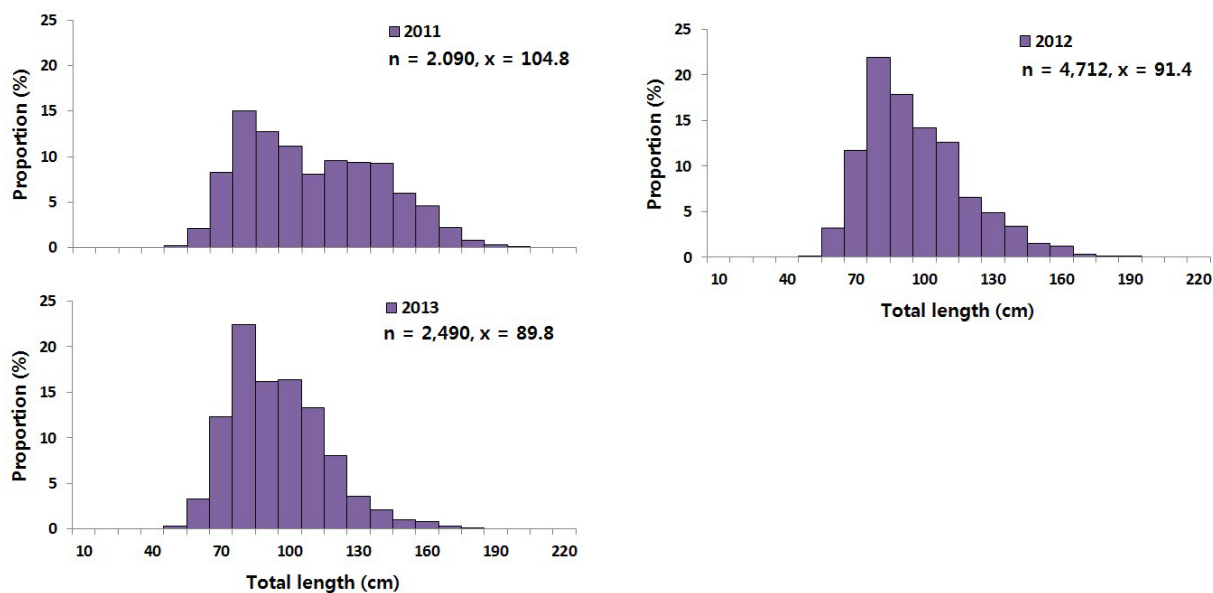 25
20
15
10
5
0
Proportion (%)
2011
n = 2.090, x = 104.8
25
20
15
10
5
0
Proportion (%)
2012
n = 4,712, x = 91.4
10 40 70 100 130 160 190 220
Total length (cm)
25
20
15
10
5
0
Proportion (%)
2013
n = 2,490, x = 89.8
10 40 70 100 130 160 190 220
Total length (cm)